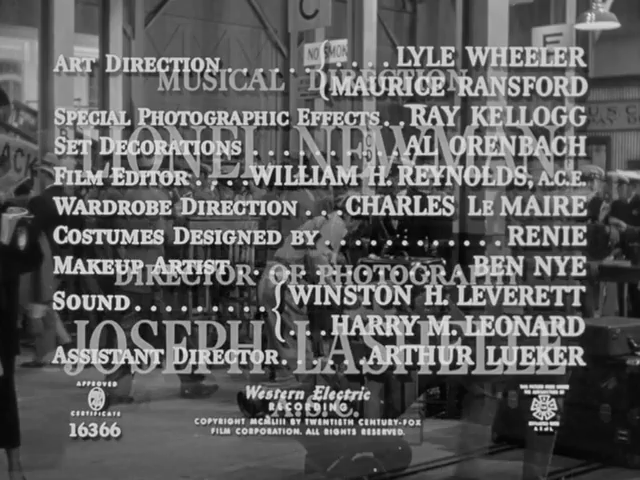 ART DIRECTION . . . . . . . . . . LYLE WHEELER
MAURICE RANSFORD
MUSICAL DIRECTION
LIONEL NEWMAN
SPECIAL PHOTOGRAPHIC EFFECTS . . RAY KELLOGG
SET DECORATIONS . . . . . . . . . . AL ORENBACH
FILM EDITOR . . . . WILLIAM H. REYNOLDS, A.C.E.
WARDROBE DIRECTION . . . CHARLES LE MAIRE
COSTUMES DESIGNED BY . . . . . . . . . . . RENIE
MAKEUP ARTIST . . . . . . . . . . . . . BEN NYE
DIRECTOR OF PHOTOGRAPHY
SOUND . . . . . . . . . WINSTON H. LEVERETT
. . . HARRY M. LEONARD
JOSEPH LASHELLE
ASSISTANT DIRECTOR . . . . . . ARTHUR LUEKER
A.S.C.
APPROVED
CERTIFICATE
16366
Western Electric
RECORDING
COPYRIGHT MCMLIII BY TWENTIETH CENTURY-FOX
FILM CORPORATION. ALL RIGHTS RESERVED.
NO SMOK
C